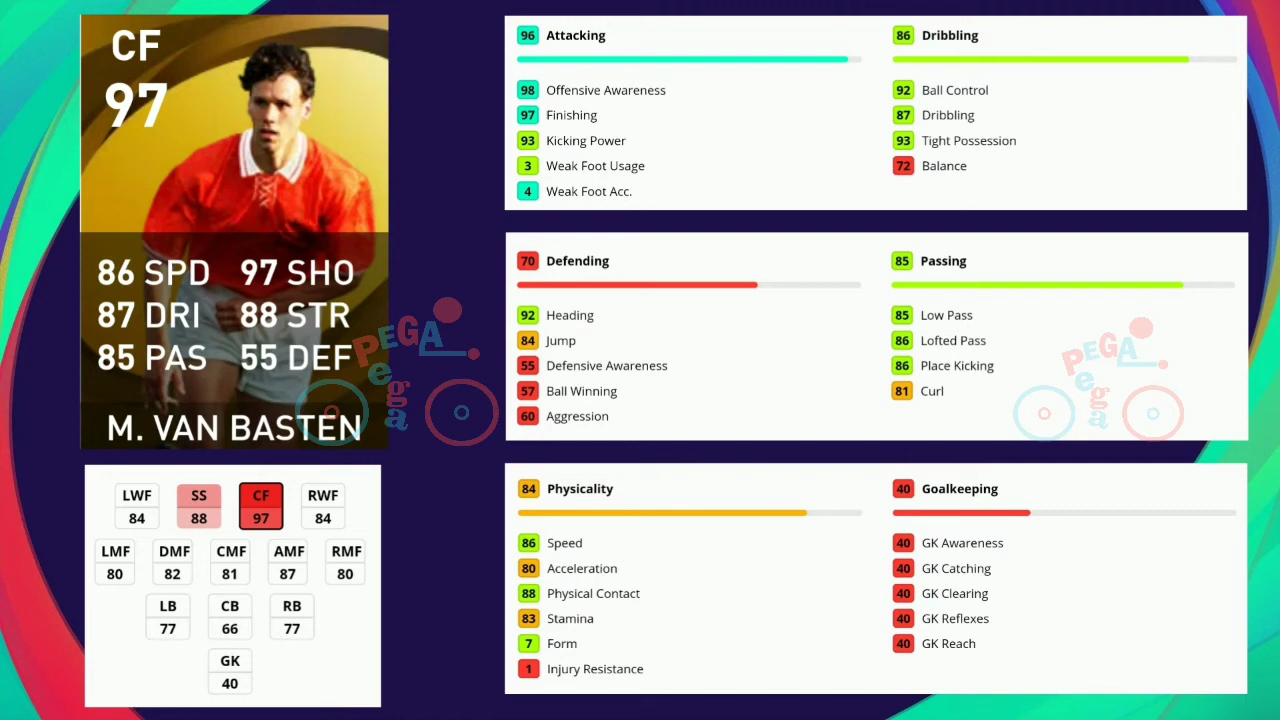 CF
97
86 SPD 97 SHO
87 DRI 88 STR
85 PAS 55 DEF
M. VAN BASTEN
LWF SS CF RWF
84 88 97 84
LMF DMF CMF AMF RMF
80 82 81 87 80
LB CB RB
77 66 77
GK
40
96 Attacking
98 Offensive Awareness
97 Finishing
93 Kicking Power
3 Weak Foot Usage
4 Weak Foot Acc.
86 Dribbling
92 Ball Control
87 Dribbling
93 Tight Possession
72 Balance
70 Defending
92 Heading
84 Jump
55 Defensive Awareness
57 Ball Winning
60 Aggression
85 Passing
85 Low Pass
86 Lofted Pass
86 Place Kicking
81 Curl
84 Physicality
86 Speed
80 Acceleration
88 Physical Contact
83 Stamina
7 Form
1 Injury Resistance
40 Goalkeeping
40 GK Awareness
40 GK Catching
40 GK Clearing
40 GK Reflexes
40 GK Reach
PEGA
ega
PEGA
ega